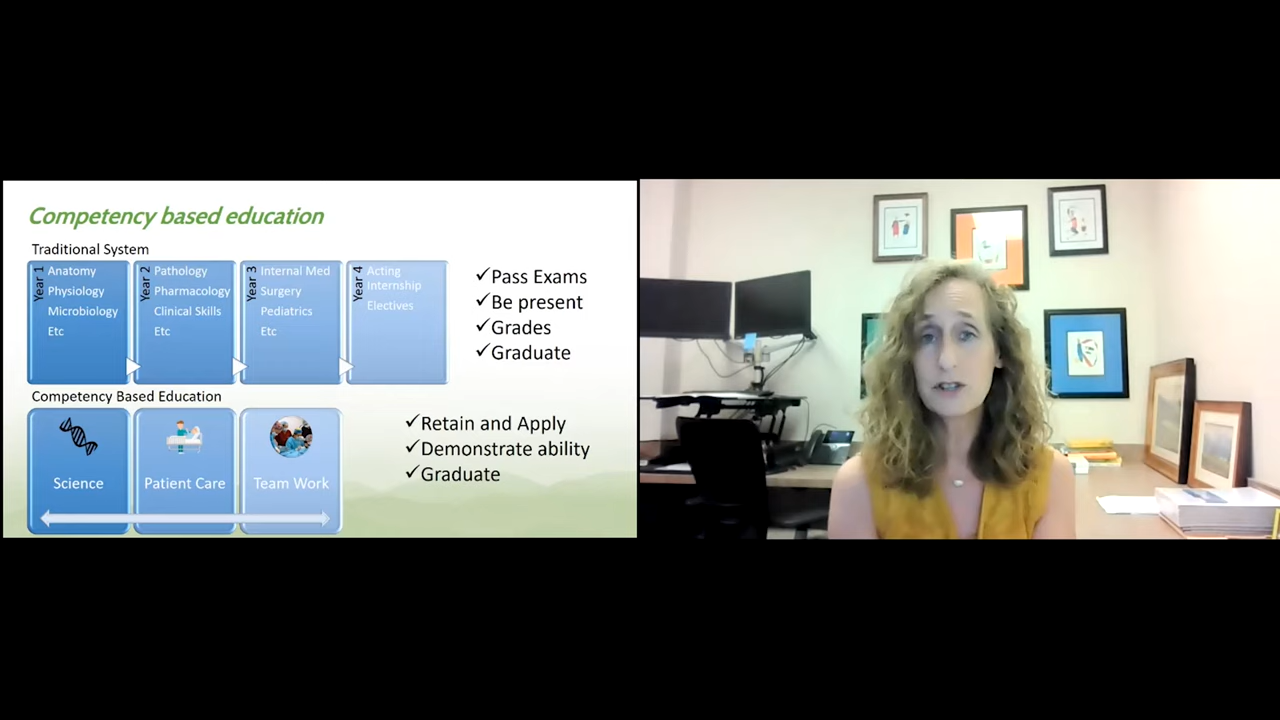 Competency based education
Traditional System
Year 1
Anatomy
Physiology
Microbiology
Etc
Year 2
Pathology
Pharmacology
Clinical Skills
Etc
Year 3
Internal Med
Surgery
Pediatrics
Etc
Year 4
Acting
Internship
Electives
✓Pass Exams
✓Be present
✓Grades
✓Graduate
Competency Based Education
Science
Patient Care
Team Work
✓Retain and Apply
✓Demonstrate ability
✓Graduate